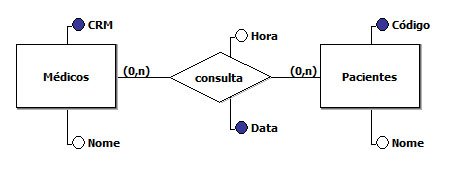 CRM
Código
Hora
Médicos
(0,n)
consulta
(0,n)
Pacientes
Data
Nome
Nome